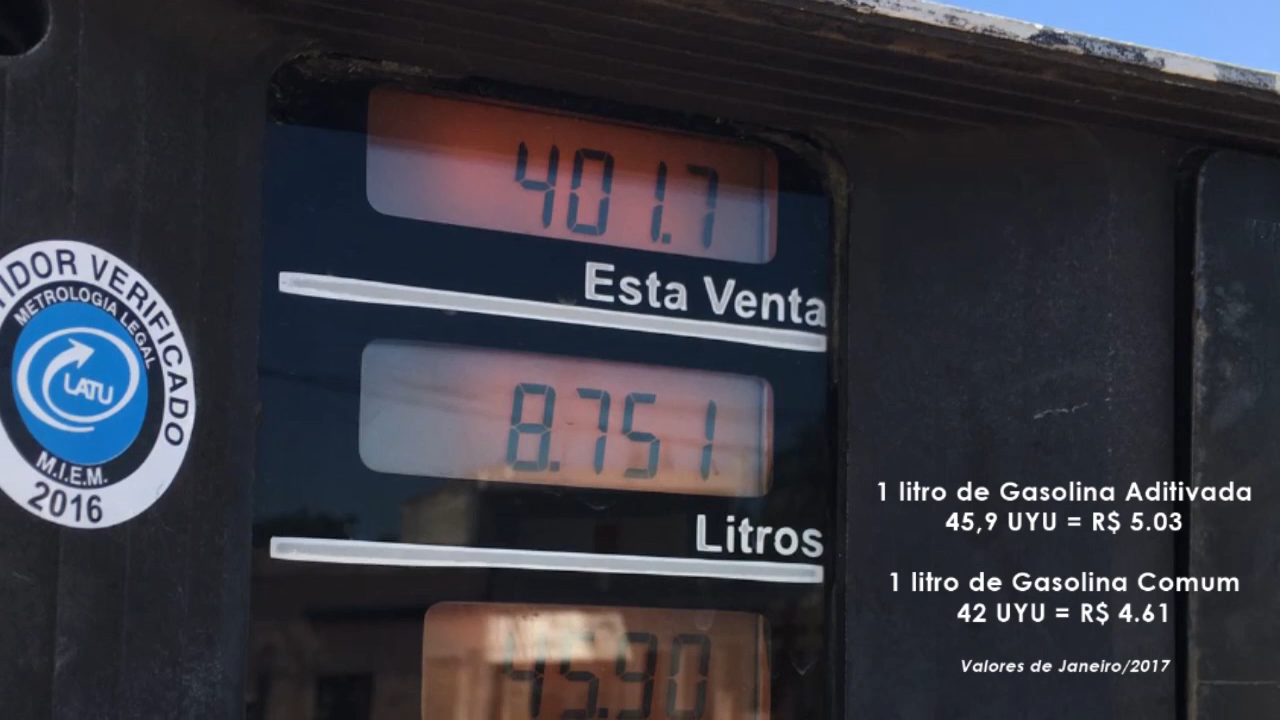 401.7
Esta Venta
8.751
Litros
45.90
IDOR VERIFICADO
METROLOGIA LEGAL
LATU
M.I.E.M.
2016
1 litro de Gasolina Aditivada
45,9 UYU = R$ 5.03
1 litro de Gasolina Comum
42 UYU = R$ 4.61
Valores de Janeiro/2017